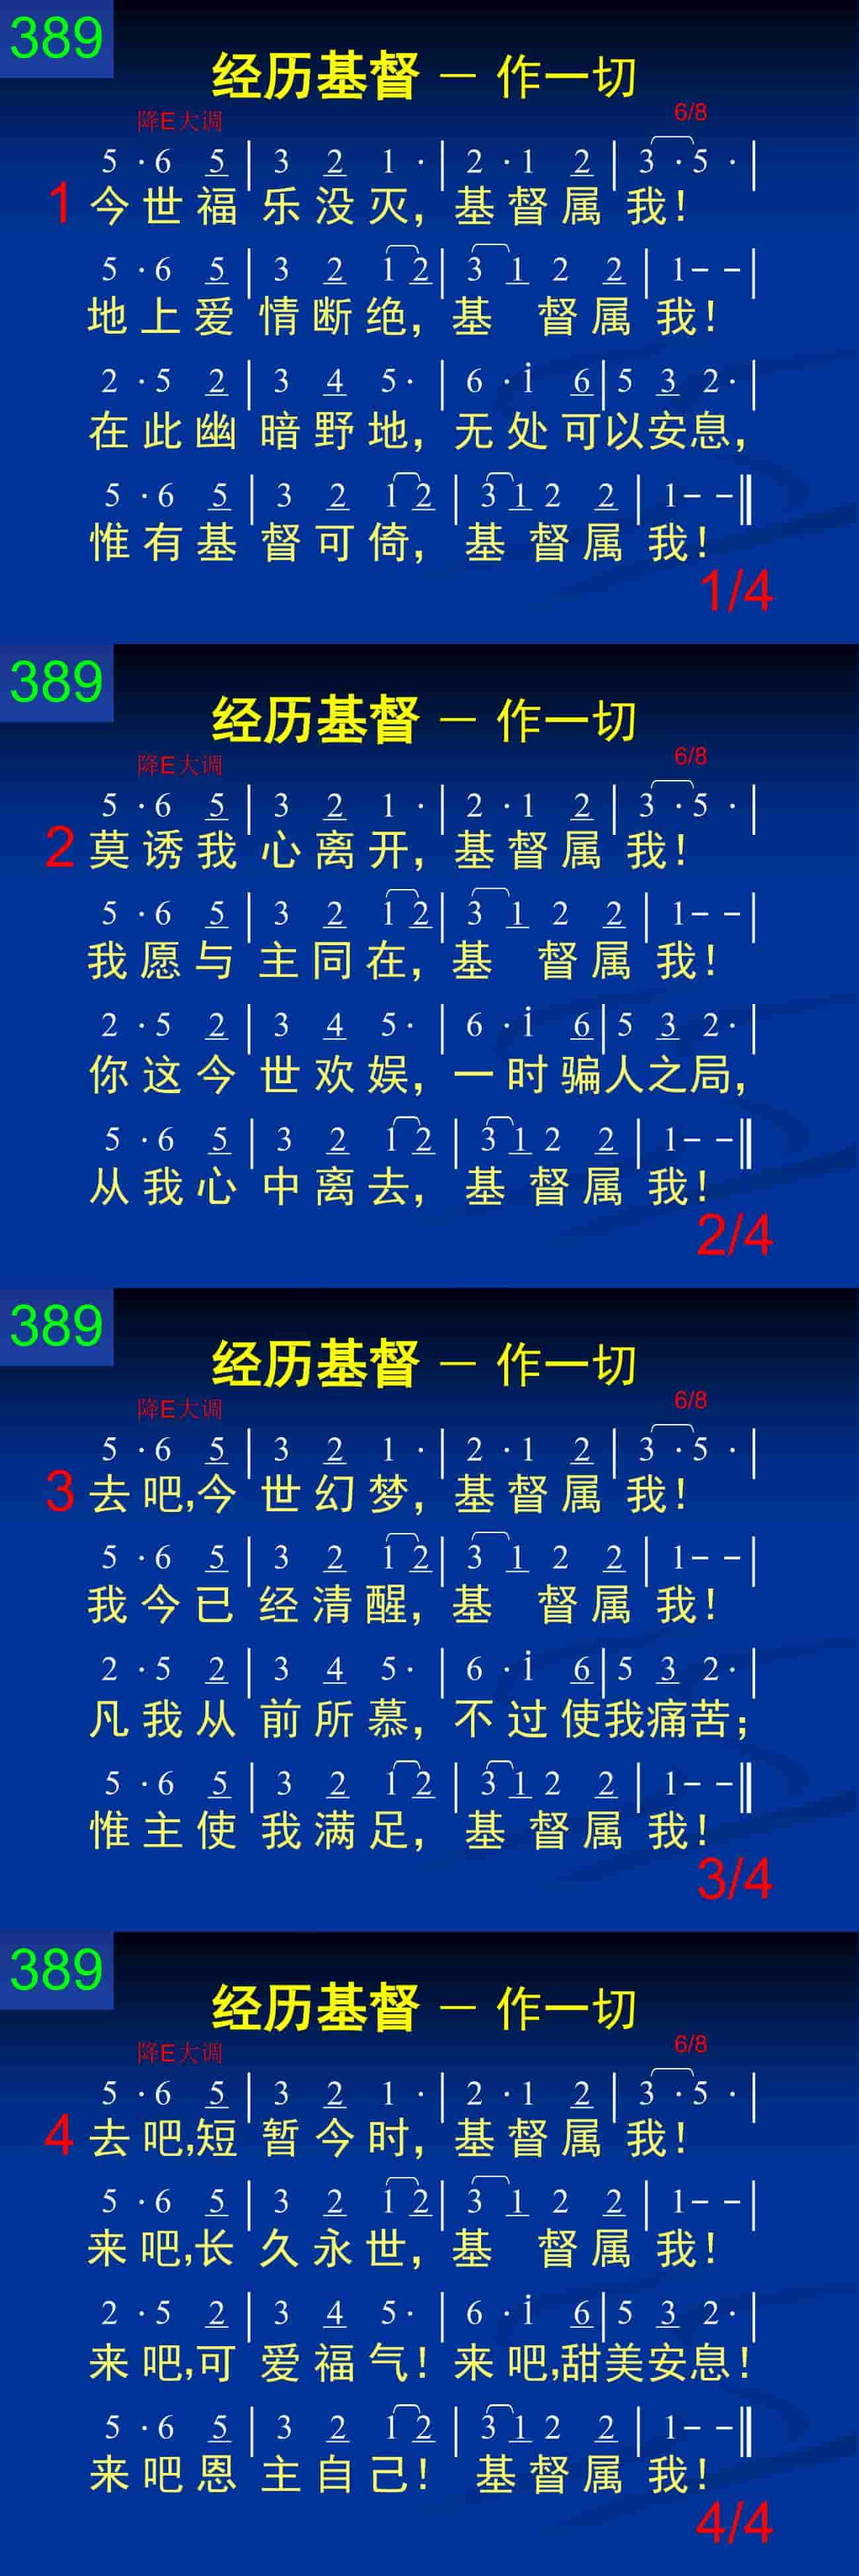 389
经历基督 － 作一切
降E大调 6/8
5 ·6 5 | 3 2 1 · | 2 ·1 2 | 3 ·5 · |
1 今世福 乐没灭，基督属 我！
5 ·6 5 | 3 2 1 2 | 3 1 2 2 | 1– – |
地上爱 情断绝，基 督属 我！
2 ·5 2 | 3 4 5· | 6 ·i 6 | 5 3 2· |
在此幽 暗野地，无处可以安息，
5 ·6 5 | 3 2 1 2 | 3 1 2 2 | 1– – ‖
惟有基 督可倚，基 督属 我！
1/4
389
经历基督 － 作一切
降E大调 6/8
5 ·6 5 | 3 2 1 · | 2 ·1 2 | 3 ·5 · |
2 莫诱我 心离开，基督属 我！
5 ·6 5 | 3 2 1 2 | 3 1 2 2 | 1– – |
我愿与 主同在，基 督属 我！
2 ·5 2 | 3 4 5· | 6 ·i 6 | 5 3 2· |
你这今 世欢娱，一时骗人之局，
5 ·6 5 | 3 2 1 2 | 3 1 2 2 | 1– – ‖
从我心 中离去，基 督属 我！
2/4
389
经历基督 － 作一切
降E大调 6/8
5 ·6 5 | 3 2 1 · | 2 ·1 2 | 3 ·5 · |
3 去吧,今 世幻梦，基督属 我！
5 ·6 5 | 3 2 1 2 | 3 1 2 2 | 1– – |
我今已 经清醒，基 督属 我！
2 ·5 2 | 3 4 5· | 6 ·i 6 | 5 3 2· |
凡我从 前所慕，不过使我痛苦；
5 ·6 5 | 3 2 1 2 | 3 1 2 2 | 1– – ‖
惟主使 我满足，基 督属 我！
3/4
389
经历基督 － 作一切
降E大调 6/8
5 ·6 5 | 3 2 1 · | 2 ·1 2 | 3 ·5 · |
4 去吧,短 暂今时，基督属 我！
5 ·6 5 | 3 2 1 2 | 3 1 2 2 | 1– – |
来吧,长 久永世，基 督属 我！
2 ·5 2 | 3 4 5· | 6 ·i 6 | 5 3 2· |
来吧,可 爱福气！来吧,甜美安息！
5 ·6 5 | 3 2 1 2 | 3 1 2 2 | 1– – ‖
来吧恩 主自己！ 基督属 我！
4/4